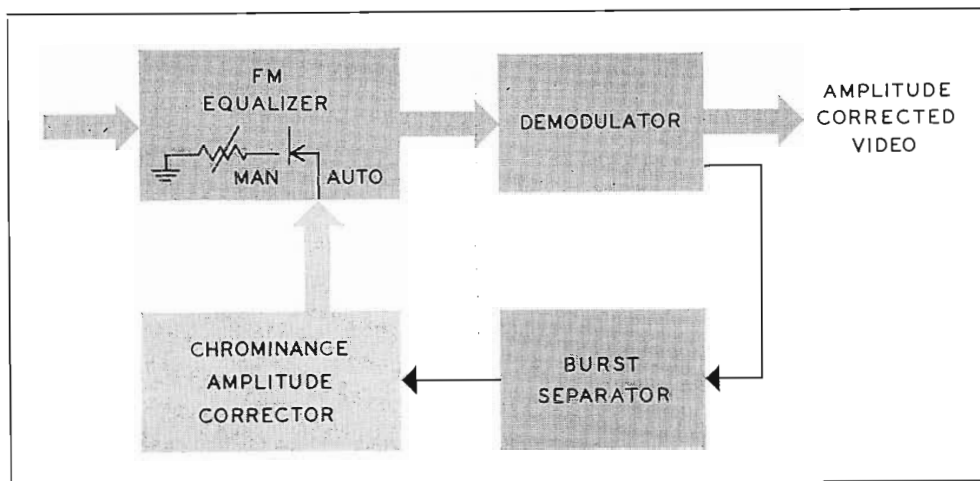 FM
EQUALIZER
MAN AUTO
DEMODULATOR
AMPLITUDE
CORRECTED
VIDEO
CHROMINANCE
AMPLITUDE
CORRECTOR
BURST
SEPARATOR